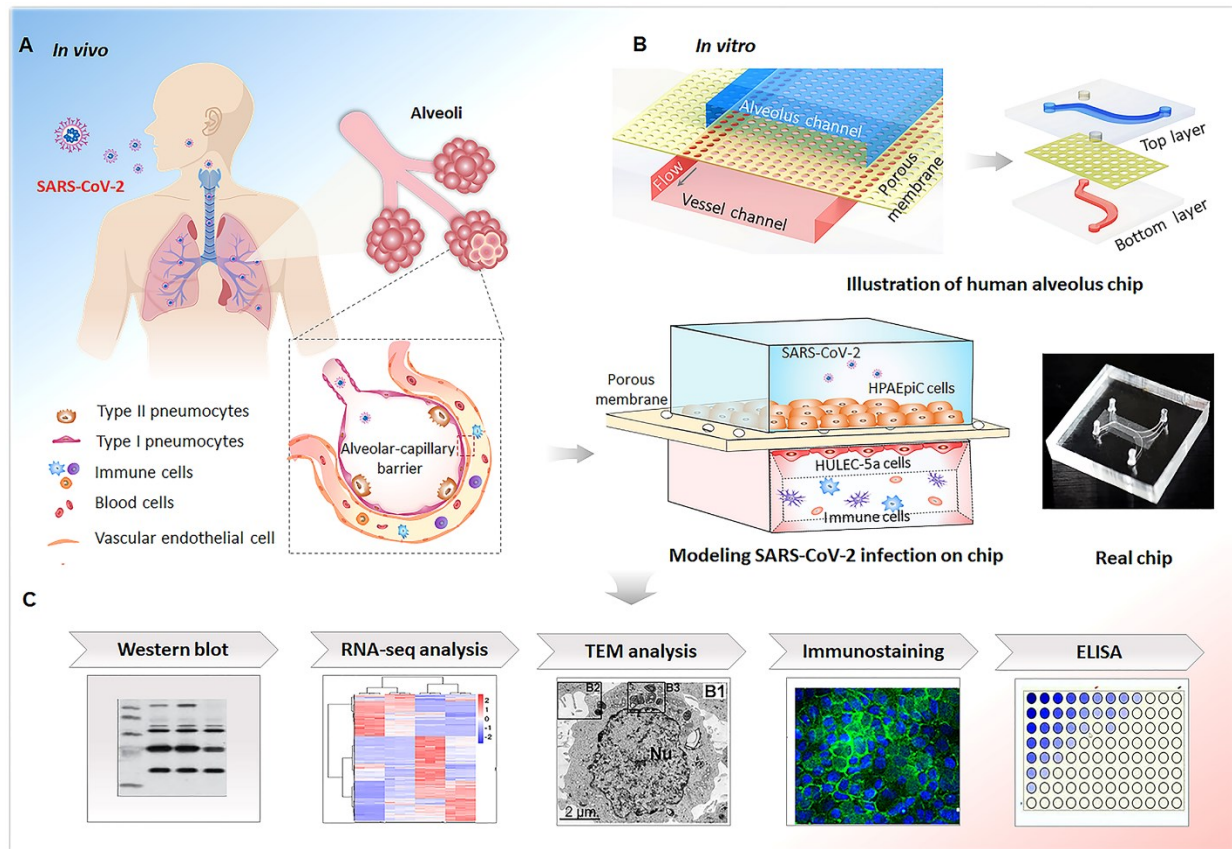 A
In vivo
SARS-CoV-2
Alveoli
Type II pneumocytes
Type I pneumocytes
Immune cells
Blood cells
Vascular endothelial cell
Alveolar-capillary
barrier
B
In vitro
Alveolus channel
Flow
Vessel channel
Porous
membrane
Top layer
Bottom layer
Illustration of human alveolus chip
SARS-CoV-2
HPAEpiC cells
Porous
membrane
HULEC-5a cells
Immune cells
Modeling SARS-CoV-2 infection on chip
Real chip
C
Western blot
RNA-seq analysis
TEM analysis
Immunostaining
ELISA
2
1
0
-1
-2
B2
B3
B1
Nu
2 µm